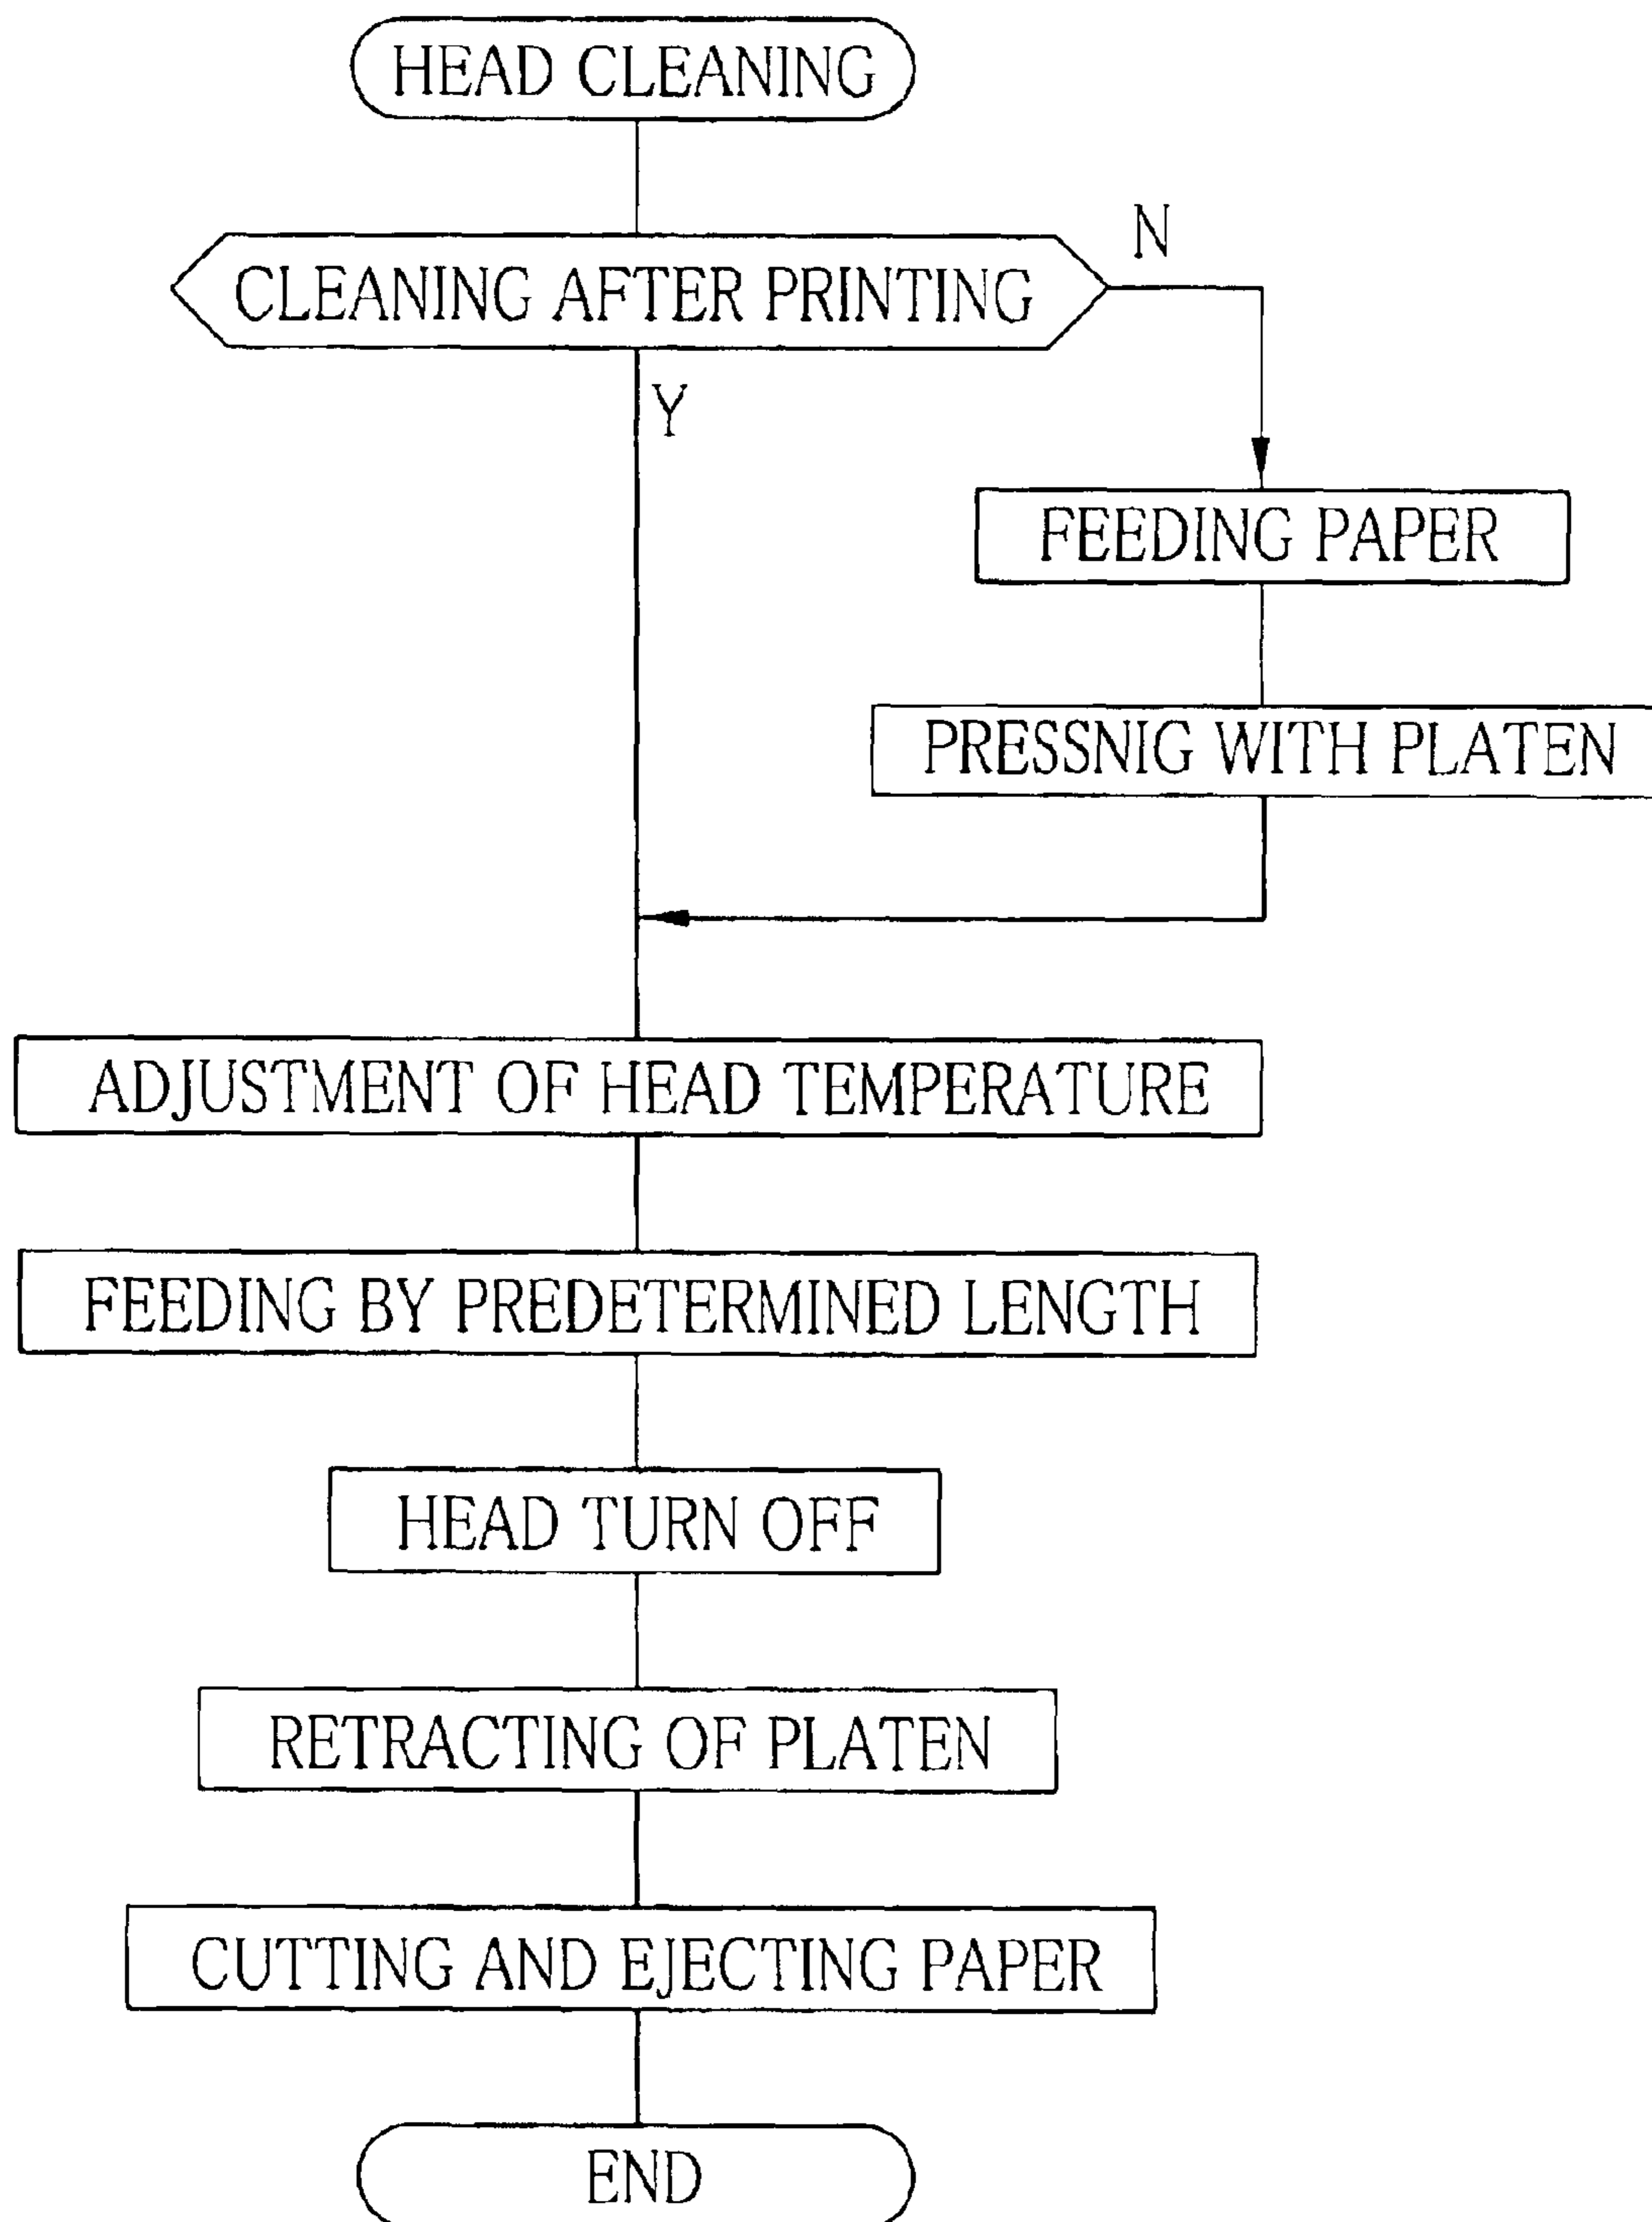 HEAD CLEANING
N
CLEANING AFTER PRINTING
Y
FEEDING PAPER
PRESSNIG WITH PLATEN
ADJUSTMENT OF HEAD TEMPERATURE
FEEDING BY PREDETERMINED LENGTH
HEAD TURN OFF
RETRACTING OF PLATEN
CUTTING AND EJECTING PAPER
END